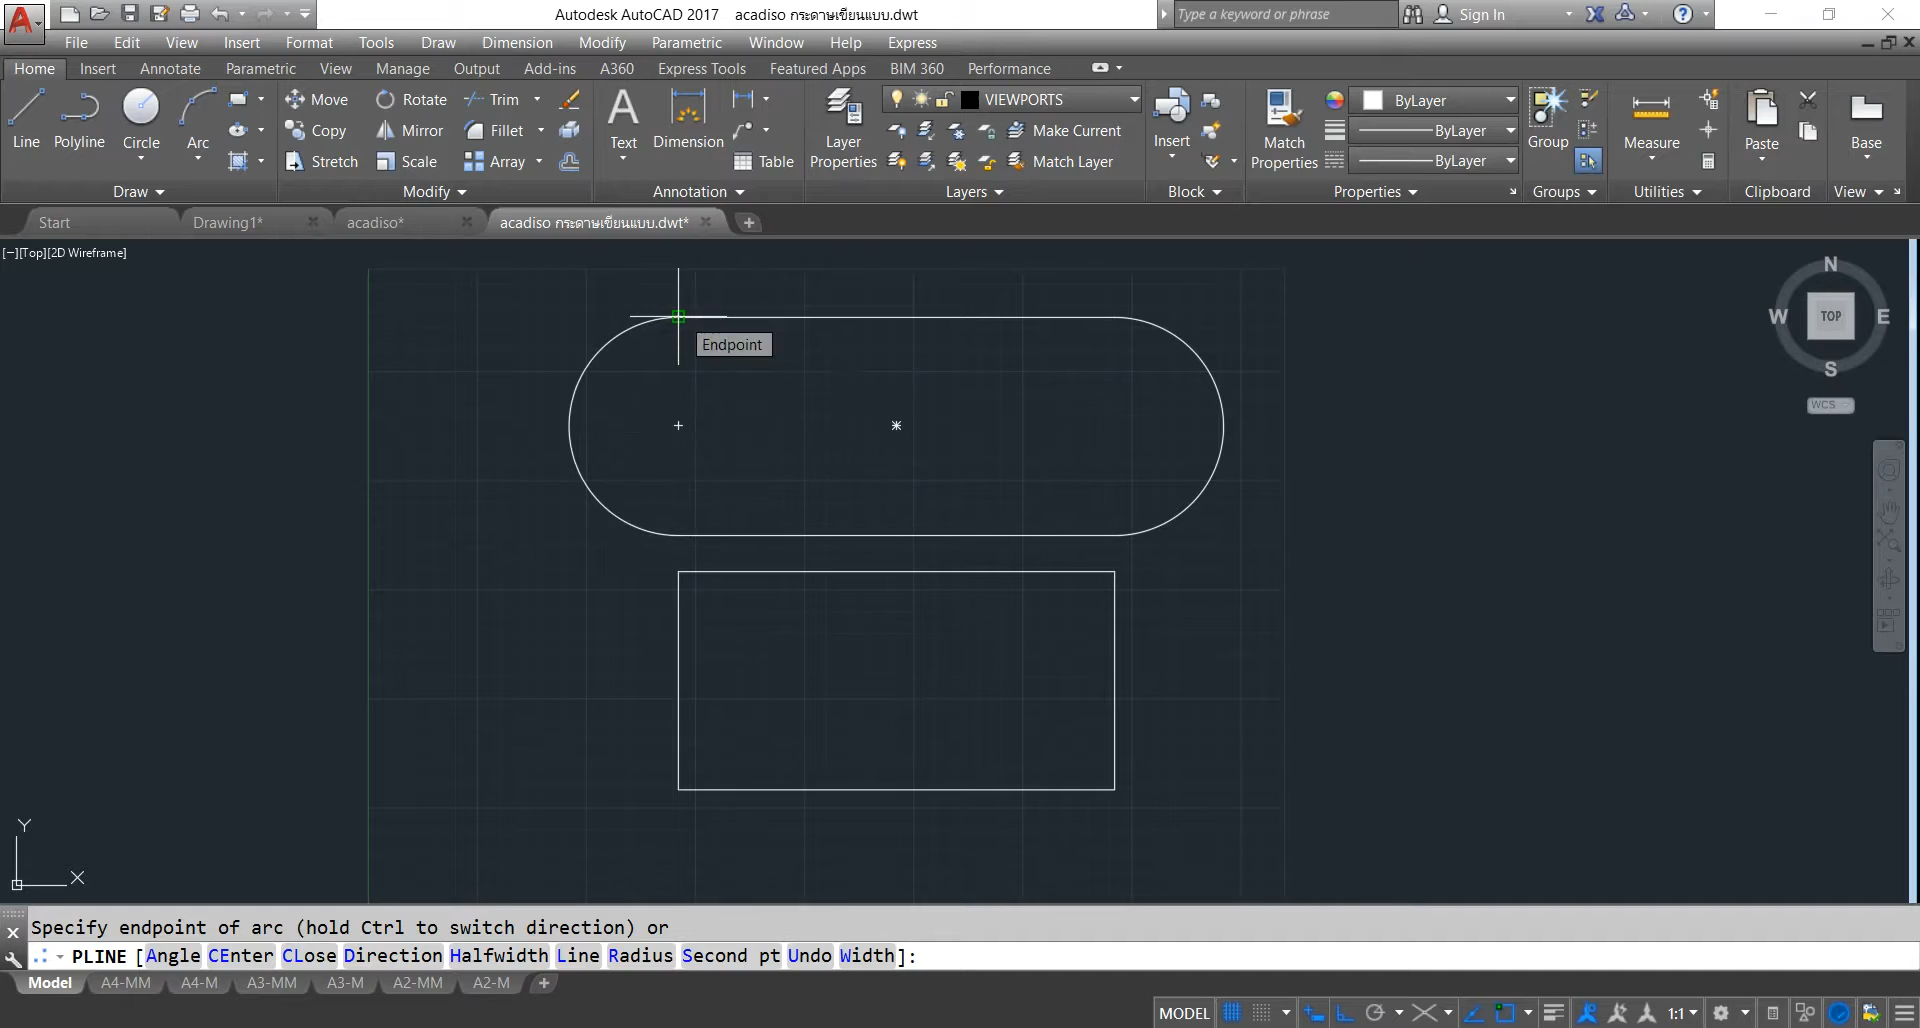 Autodesk AutoCAD 2017 acadiso กระดาษเขียนแบบ.dwt
Type a keyword or phrase
Sign In
File Edit View Insert Format Tools Draw Dimension Modify Parametric Window Help Express
Home Insert Annotate Parametric View Manage Output Add-ins A360 Express Tools Featured Apps BIM 360 Performance
Line Polyline Circle Arc
Move Rotate Trim
Copy Mirror Fillet
Stretch Scale Array
Text Dimension Table
Layer Properties
VIEWPORTS
Make Current
Match Layer
Insert
Match Properties
ByLayer
ByLayer
ByLayer
Group Measure Paste Base
Draw Modify Annotation Layers Block Properties Groups Utilities Clipboard View
Start Drawing1* acadiso* acadiso กระดาษเขียนแบบ.dwt*
[−][Top][2D Wireframe]
N
W TOP E
S
WCS
Endpoint
Y
X
Specify endpoint of arc (hold Ctrl to switch direction) or
PLINE [Angle CEnter CLose Direction Halfwidth Line Radius Second pt Undo Width]:
Model A4-MM A4-M A3-MM A3-M A2-MM A2-M
MODEL 1:1